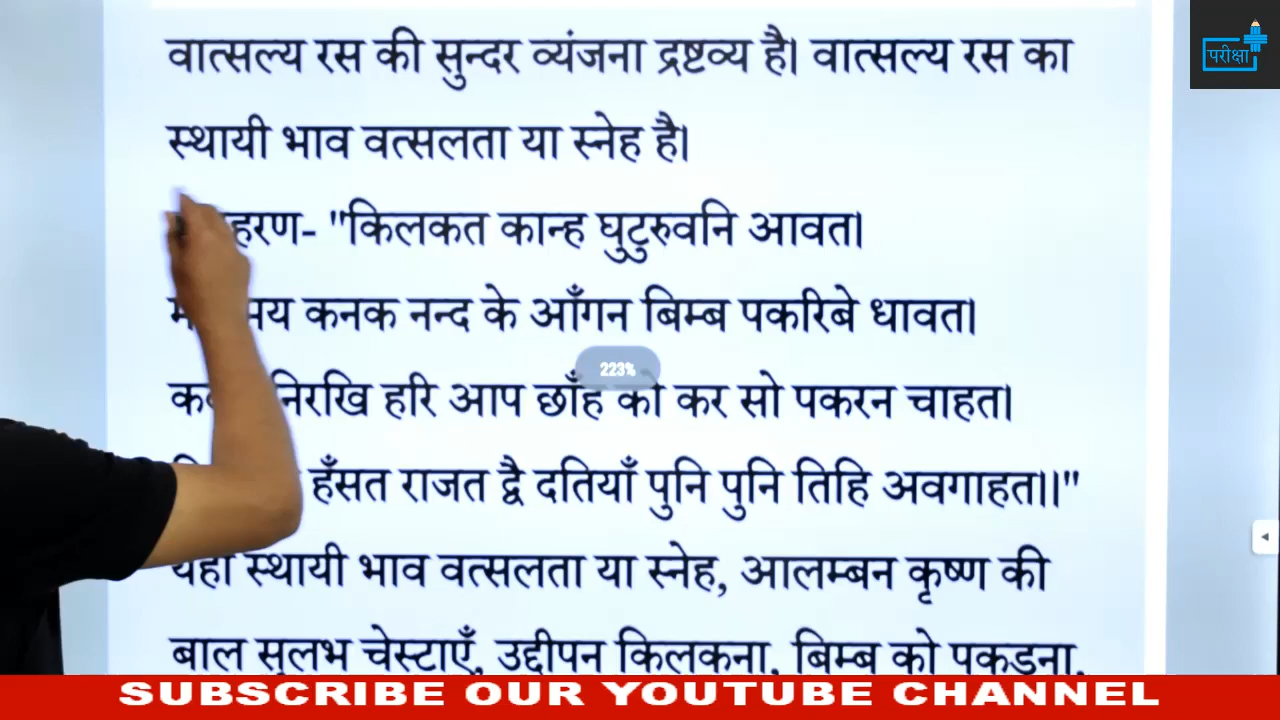 परीक्षा
वात्सल्य रस की सुन्दर व्यंजना द्रष्टव्य है। वात्सल्य रस का
स्थायी भाव वत्सलता या स्नेह है।
हरण- "किलकत कान्ह घुटुरुवनि आवत।
कनक नन्द के आँगन बिम्ब पकरिबे धावत।
निरखि हरि आप छाँह को कर सो पकरन चाहत।
223%
हँसत राजत द्वै दतियाँ पुनि पुनि तिहि अवगाहत।।"
यहाँ स्थायी भाव वत्सलता या स्नेह, आलम्बन कृष्ण की
बाल सुलभ चेस्टाएँ, उद्दीपन किलकना, बिम्ब को पकड़ना,
SUBSCRIBE OUR YOUTUBE CHANNEL